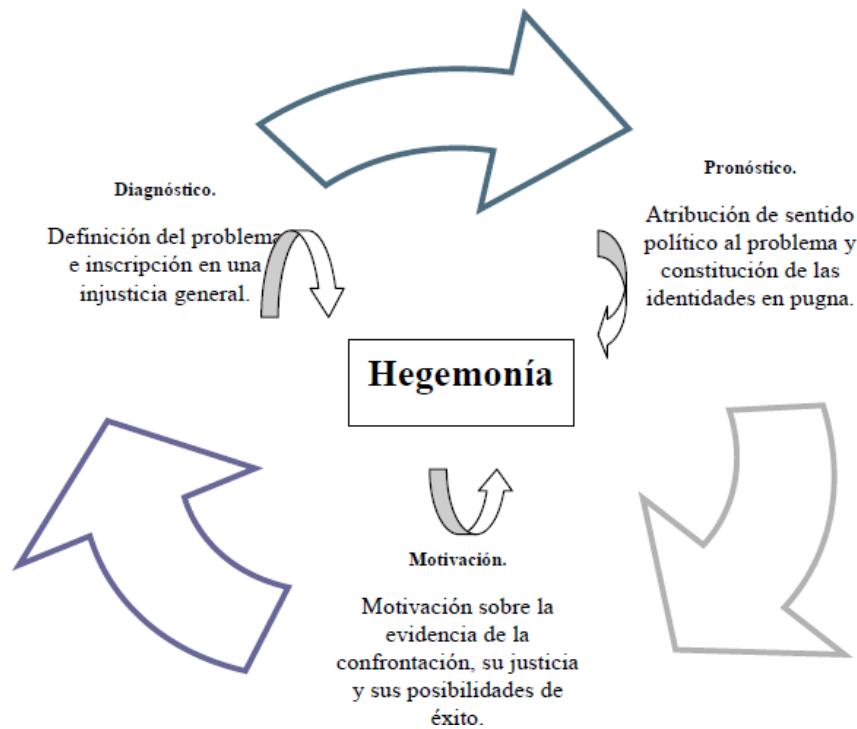 Diagnóstico.
Definición del problema
e inscripción en una
injusticia general.
Pronóstico.
Atribución de sentido
político al problema y
constitución de las
identidades en pugna.
Hegemonía
Motivación.
Motivación sobre la
evidencia de la
confrontación, su justicia
y sus posibilidades de
éxito.